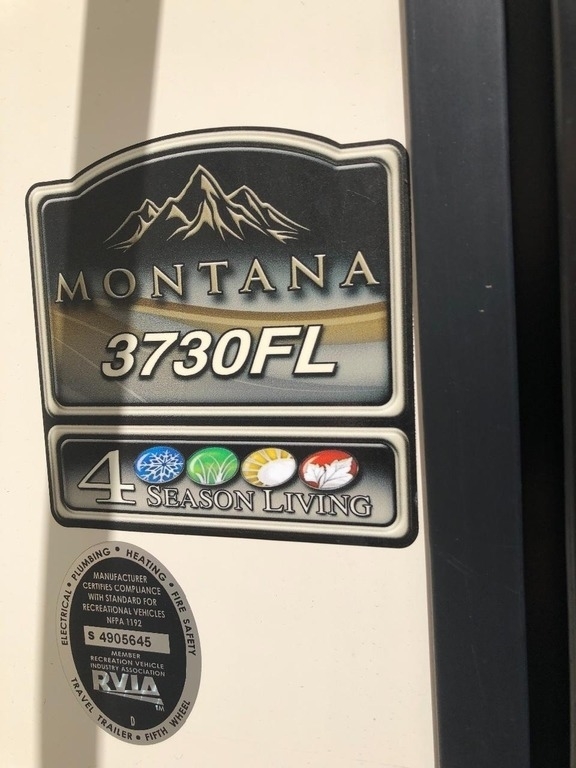 MONTANA
3730FL
4 SEASON LIVING
ELECTRICAL • PLUMBING • HEATING • FIRE SAFETY
MANUFACTURER
CERTIFIES COMPLIANCE
WITH STANDARD FOR
RECREATIONAL VEHICLES
NFPA 1192
S 4905645
MEMBER
RECREATION VEHICLE
INDUSTRY ASSOCIATION
RVIA
TM
D
TRAVEL TRAILER • FIFTH WHEEL